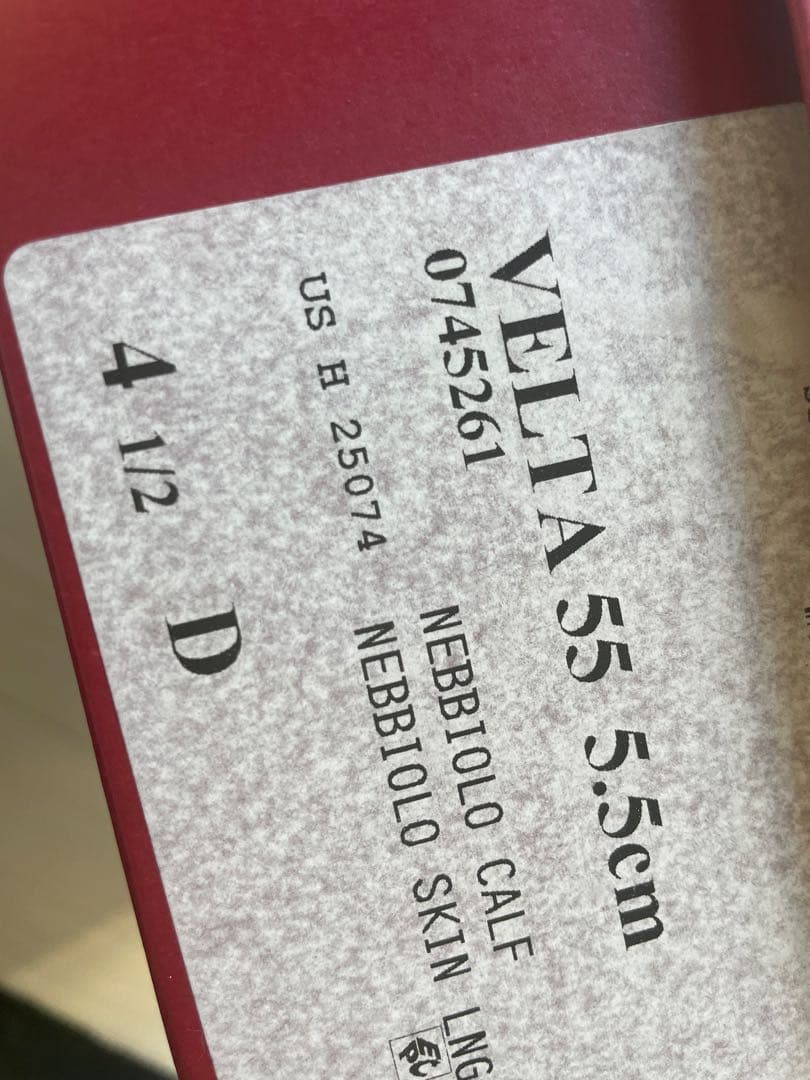 VELTA 55 5.5cm
0745261 NEBBIOLO CALF
US H 25074 NEBBIOLO SKIN LNG
4 1/2 D